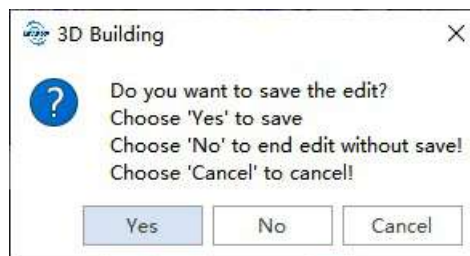 3D Building
Do you want to save the edit?
Choose 'Yes' to save
Choose 'No' to end edit without save!
Choose 'Cancel' to cancel!
Yes
No
Cancel